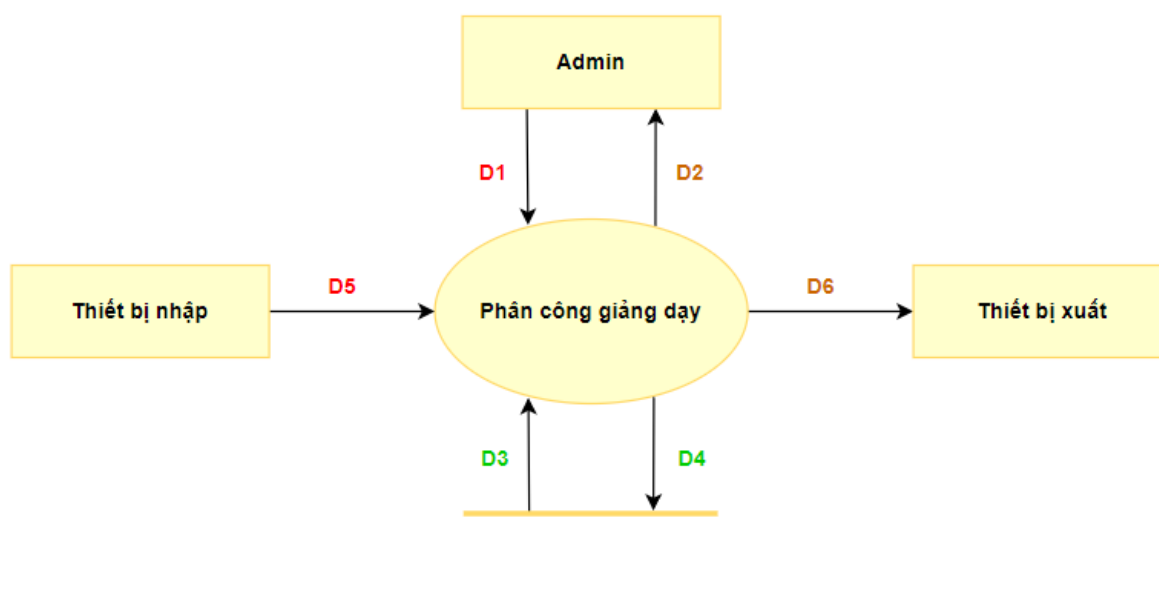 Admin
D1
D2
Thiết bị nhập
D5
Phân công giảng dạy
D6
Thiết bị xuất
D3
D4